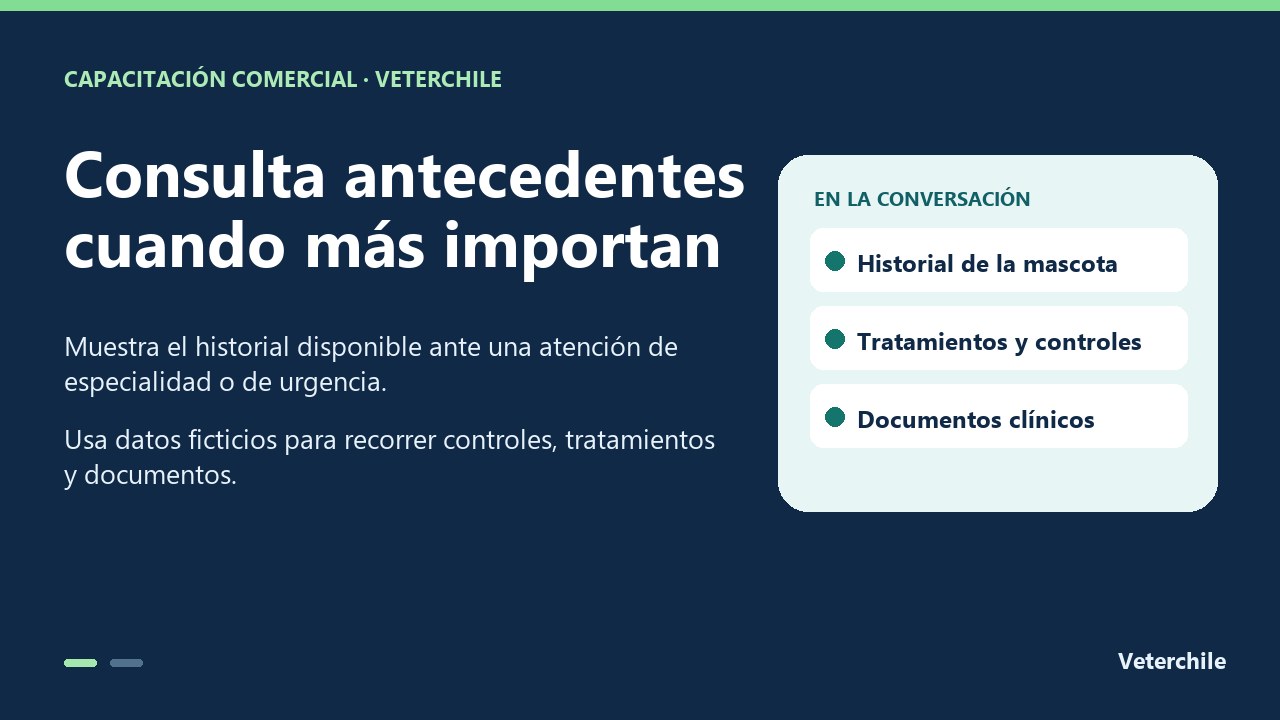 CAPACITACIÓN COMERCIAL · VETERCHILE
Consulta antecedentes
cuando más importan
Muestra el historial disponible ante una atención de
especialidad o de urgencia.
Usa datos ficticios para recorrer controles, tratamientos
y documentos.
EN LA CONVERSACIÓN
Historial de la mascota
Tratamientos y controles
Documentos clínicos
Veterchile